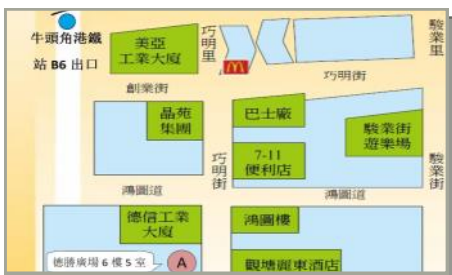 牛頭角港鐵
站 B6 出口
美亞
工業大廈
巧明里
M
駿業里
巧明街
創業街
晶苑
集團
巴士廠
駿業街
遊樂場
7-11
便利店
巧明街
駿業街
鴻圖道
鴻圖道
德信工業
大廈
鴻圖樓
德勝廣場 6 樓 5 室
A
觀塘麗東酒店